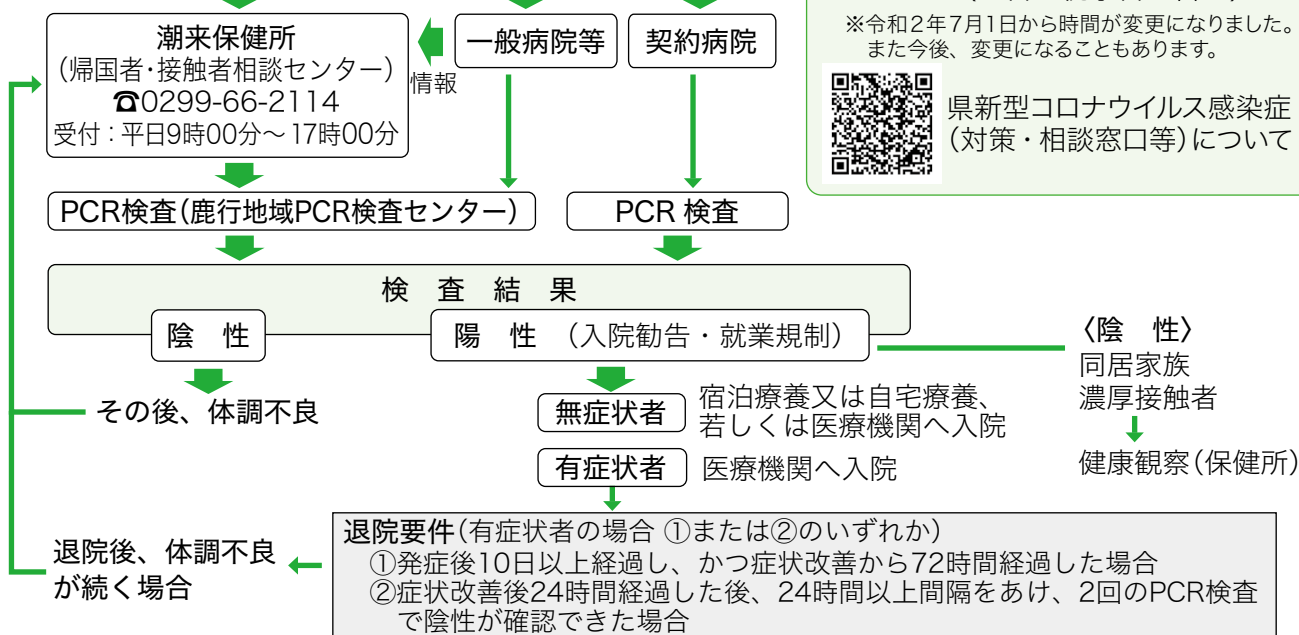 ※令和2年7月1日から時間が変更になりました。
また今後、変更になることもあります。
県新型コロナウイルス感染症
(対策・相談窓口等)について
潮来保健所
(帰国者・接触者相談センター)
☎0299-66-2114
受付：平日9時00分～17時00分
情報
一般病院等
契約病院
PCR検査(鹿行地域PCR検査センター)
PCR 検査
検 査 結 果
陰 性
陽 性 (入院勧告・就業規制)
〈陰 性〉
同居家族
濃厚接触者
健康観察(保健所)
その後、体調不良
無症状者
宿泊療養又は自宅療養、
若しくは医療機関へ入院
有症状者
医療機関へ入院
退院後、体調不良
が続く場合
退院要件(有症状者の場合 ①または②のいずれか)
①発症後10日以上経過し、かつ症状改善から72時間経過した場合
②症状改善後24時間経過した後、24時間以上間隔をあけ、2回のPCR検査
で陰性が確認できた場合